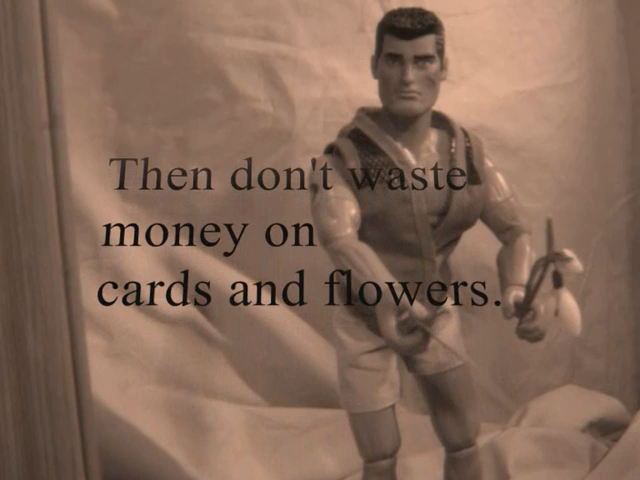 Then don't waste
money on
cards and flowers.